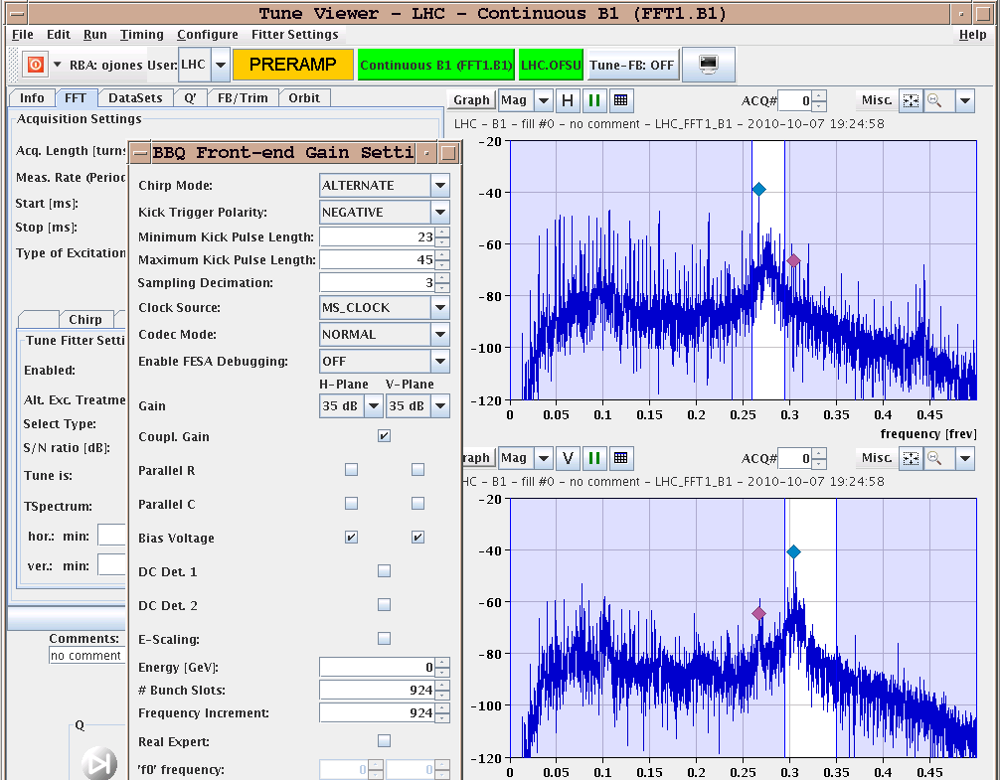 Tune Viewer - LHC - Continuous B1 (FFT1.B1)
File Edit Run Timing Configure Fitter Settings Help
RBA: ojones User: LHC PRERAMP Continuous B1 (FFT1.B1) LHC.OFSU Tune-FB: OFF
Info FFT DataSets Q' FB/Trim Orbit
Acquisition Settings
Acq. Length [turns
Meas. Rate (Period
Start [ms]:
Stop [ms]:
Type of Excitation
Chirp
Tune Fitter Setti
Enabled:
Alt. Exc. Treatme
Select Type:
S/N ratio [dB]:
Tune is:
TSpectrum:
hor.: min:
ver.: min:
Comments:
no comment
Q
BBQ Front-end Gain Setti
Chirp Mode: ALTERNATE
Kick Trigger Polarity: NEGATIVE
Minimum Kick Pulse Length: 23
Maximum Kick Pulse Length: 45
Sampling Decimation: 3
Clock Source: MS_CLOCK
Codec Mode: NORMAL
Enable FESA Debugging: OFF
H-Plane V-Plane
Gain 35 dB 35 dB
Coupl. Gain
Parallel R
Parallel C
Bias Voltage
DC Det. 1
DC Det. 2
E-Scaling:
Energy [GeV]: 0
# Bunch Slots: 924
Frequency Increment: 924
Real Expert:
'f0' frequency: 0 0
Graph Mag H ACQ# 0 Misc.
LHC - B1 - fill #0 - no comment - LHC_FFT1_B1 - 2010-10-07 19:24:58
-20
-40
-60
-80
-100
-120
0 0.05 0.1 0.15 0.2 0.25 0.3 0.35 0.4 0.45
frequency [frev]
raph Mag V ACQ# 0 Misc.
HC - B1 - fill #0 - no comment - LHC_FFT1_B1 - 2010-10-07 19:24:58
-20
-40
-60
-80
-100
-120
0 0.05 0.1 0.15 0.2 0.25 0.3 0.35 0.4 0.45